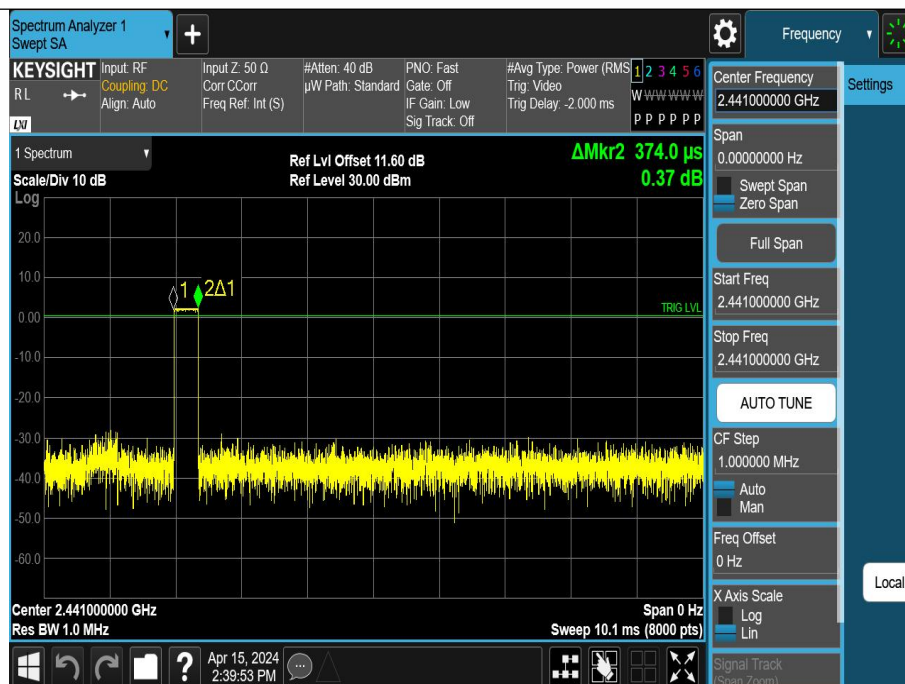 Spectrum Analyzer 1
Swept SA
+
Frequency
KEYSIGHT
RL
LXI
Input: RF
Coupling: DC
Align: Auto
Input Z: 50 Ω
Corr CCorr
Freq Ref: Int (S)
#Atten: 40 dB
µW Path: Standard
PNO: Fast
Gate: Off
IF Gain: Low
Sig Track: Off
#Avg Type: Power (RMS
Trig: Video
Trig Delay: -2.000 ms
1 2 3 4 5 6
W W W W W W
P P P P P P
1 Spectrum
Scale/Div 10 dB
Ref Lvl Offset 11.60 dB
Ref Level 30.00 dBm
ΔMkr2 374.0 µs
0.37 dB
Log
20.0
10.0
0.00
-10.0
-20.0
-30.0
-40.0
-50.0
-60.0
1
2Δ1
TRIG LVL
Center 2.441000000 GHz
Res BW 1.0 MHz
Span 0 Hz
Sweep 10.1 ms (8000 pts)
Center Frequency
2.441000000 GHz
Settings
Span
0.00000000 Hz
Swept Span
Zero Span
Full Span
Start Freq
2.441000000 GHz
Stop Freq
2.441000000 GHz
AUTO TUNE
CF Step
1.000000 MHz
Auto
Man
Freq Offset
0 Hz
Local
X Axis Scale
Log
Lin
Signal Track
(Span Zoom)
?
Apr 15, 2024
2:39:53 PM